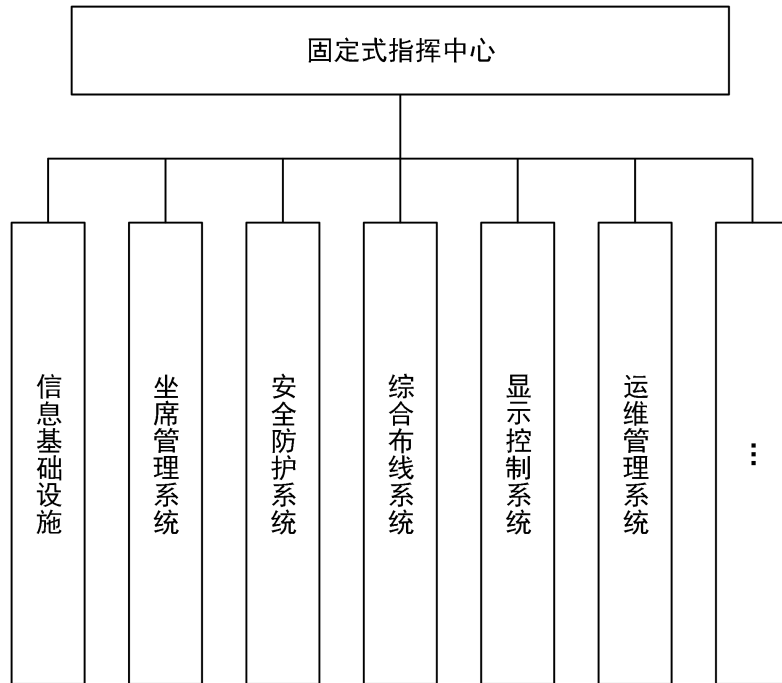 固定式指挥中心
信息基础设施
坐席管理系统
安全防护系统
综合布线系统
显示控制系统
运维管理系统
…